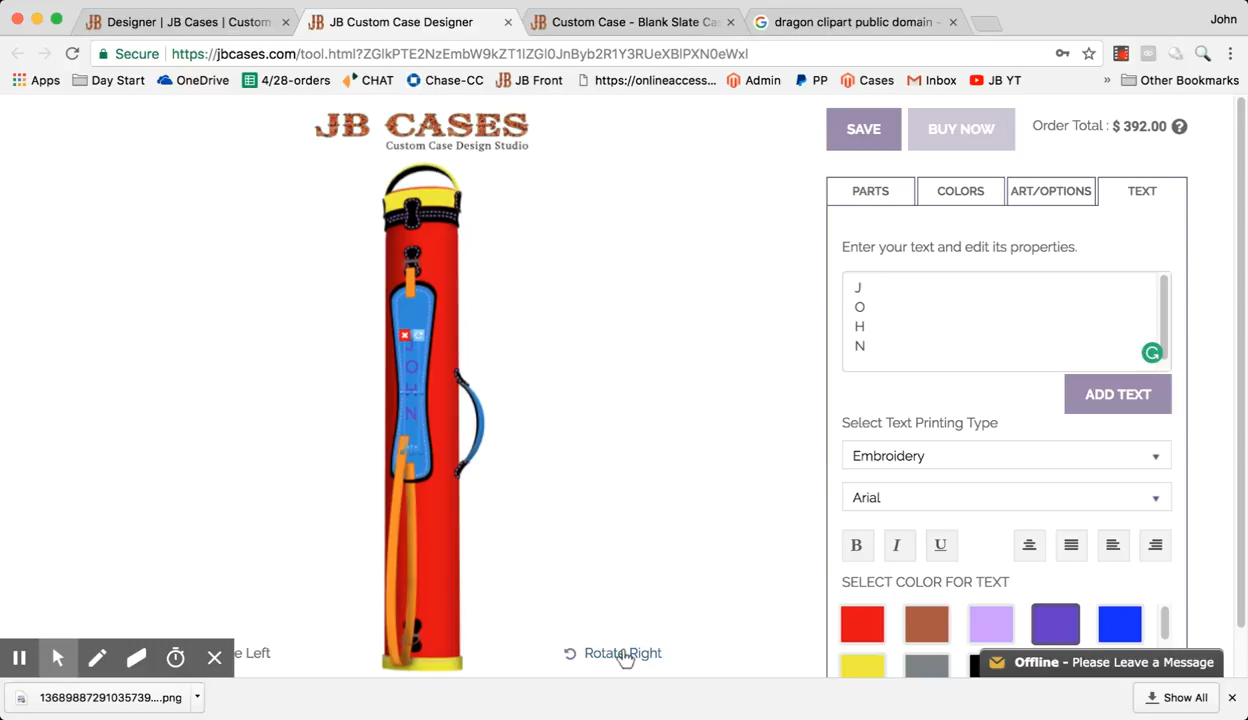 Designer | JB Cases | Custom
JB Custom Case Designer
Custom Case - Blank Slate Ca
dragon clipart public domain -
John
Secure
https://jbcases.com/tool.html?ZGlkPTE2NzEmbW9kZT1lZGl0JnByb2R1Y3RUeXBlPXN0eWxl
Apps
Day Start
OneDrive
4/28-orders
CHAT
Chase-CC
JB Front
https://onlineaccess...
Admin
PP
Cases
Inbox
JB YT
»
Other Bookmarks
JB CASES
Custom Case Design Studio
SAVE
BUY NOW
Order Total : $ 392.00
PARTS
COLORS
ART/OPTIONS
TEXT
Enter your text and edit its properties.
J
O
H
N
J
O
H
N
ADD TEXT
Select Text Printing Type
Embroidery
Arial
B
I
U
SELECT COLOR FOR TEXT
e Left
Rotate Right
Offline - Please Leave a Message
13689887291035739....png
Show All